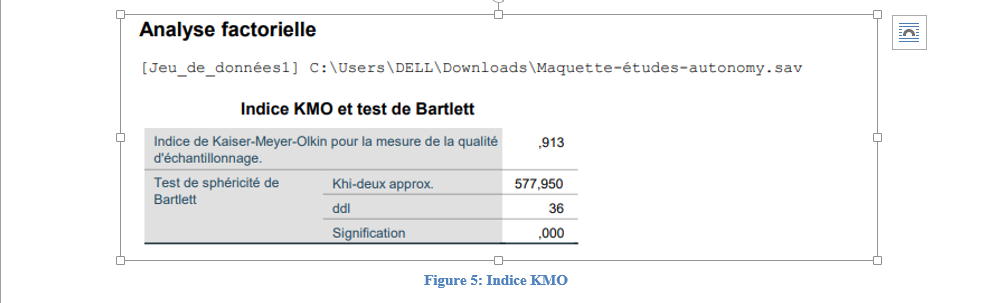 Analyse factorielle
[Jeu_de_données1] C:\Users\DELL\Downloads\Maquette-études-autonomy.sav
Indice KMO et test de Bartlett
Indice de Kaiser-Meyer-Olkin pour la mesure de la qualité
d'échantillonnage. ,913
Test de sphéricité de
Bartlett
Khi-deux approx. 577,950
ddl 36
Signification ,000
Figure 5: Indice KMO